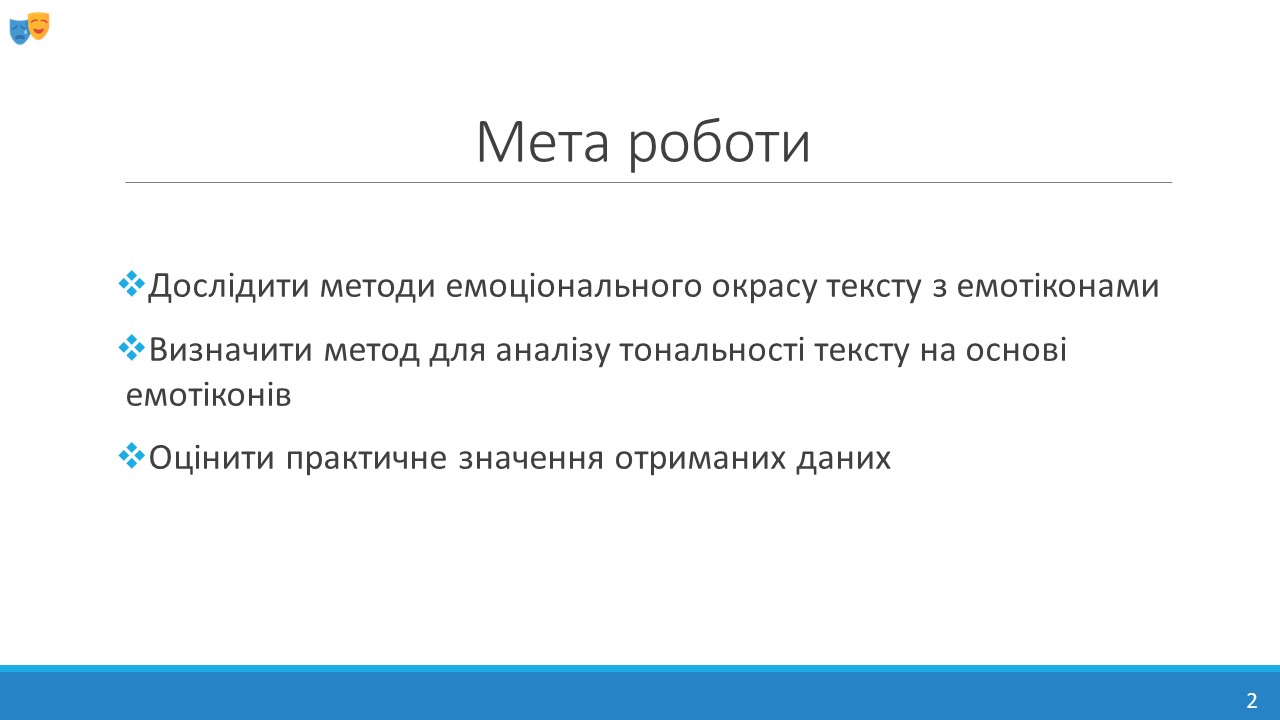 Мета роботи
❖Дослідити методи емоціонального окрасу тексту з емотіконами
❖Визначити метод для аналізу тональності тексту на основі
емотіконів
❖Оцінити практичне значення отриманих даних
2